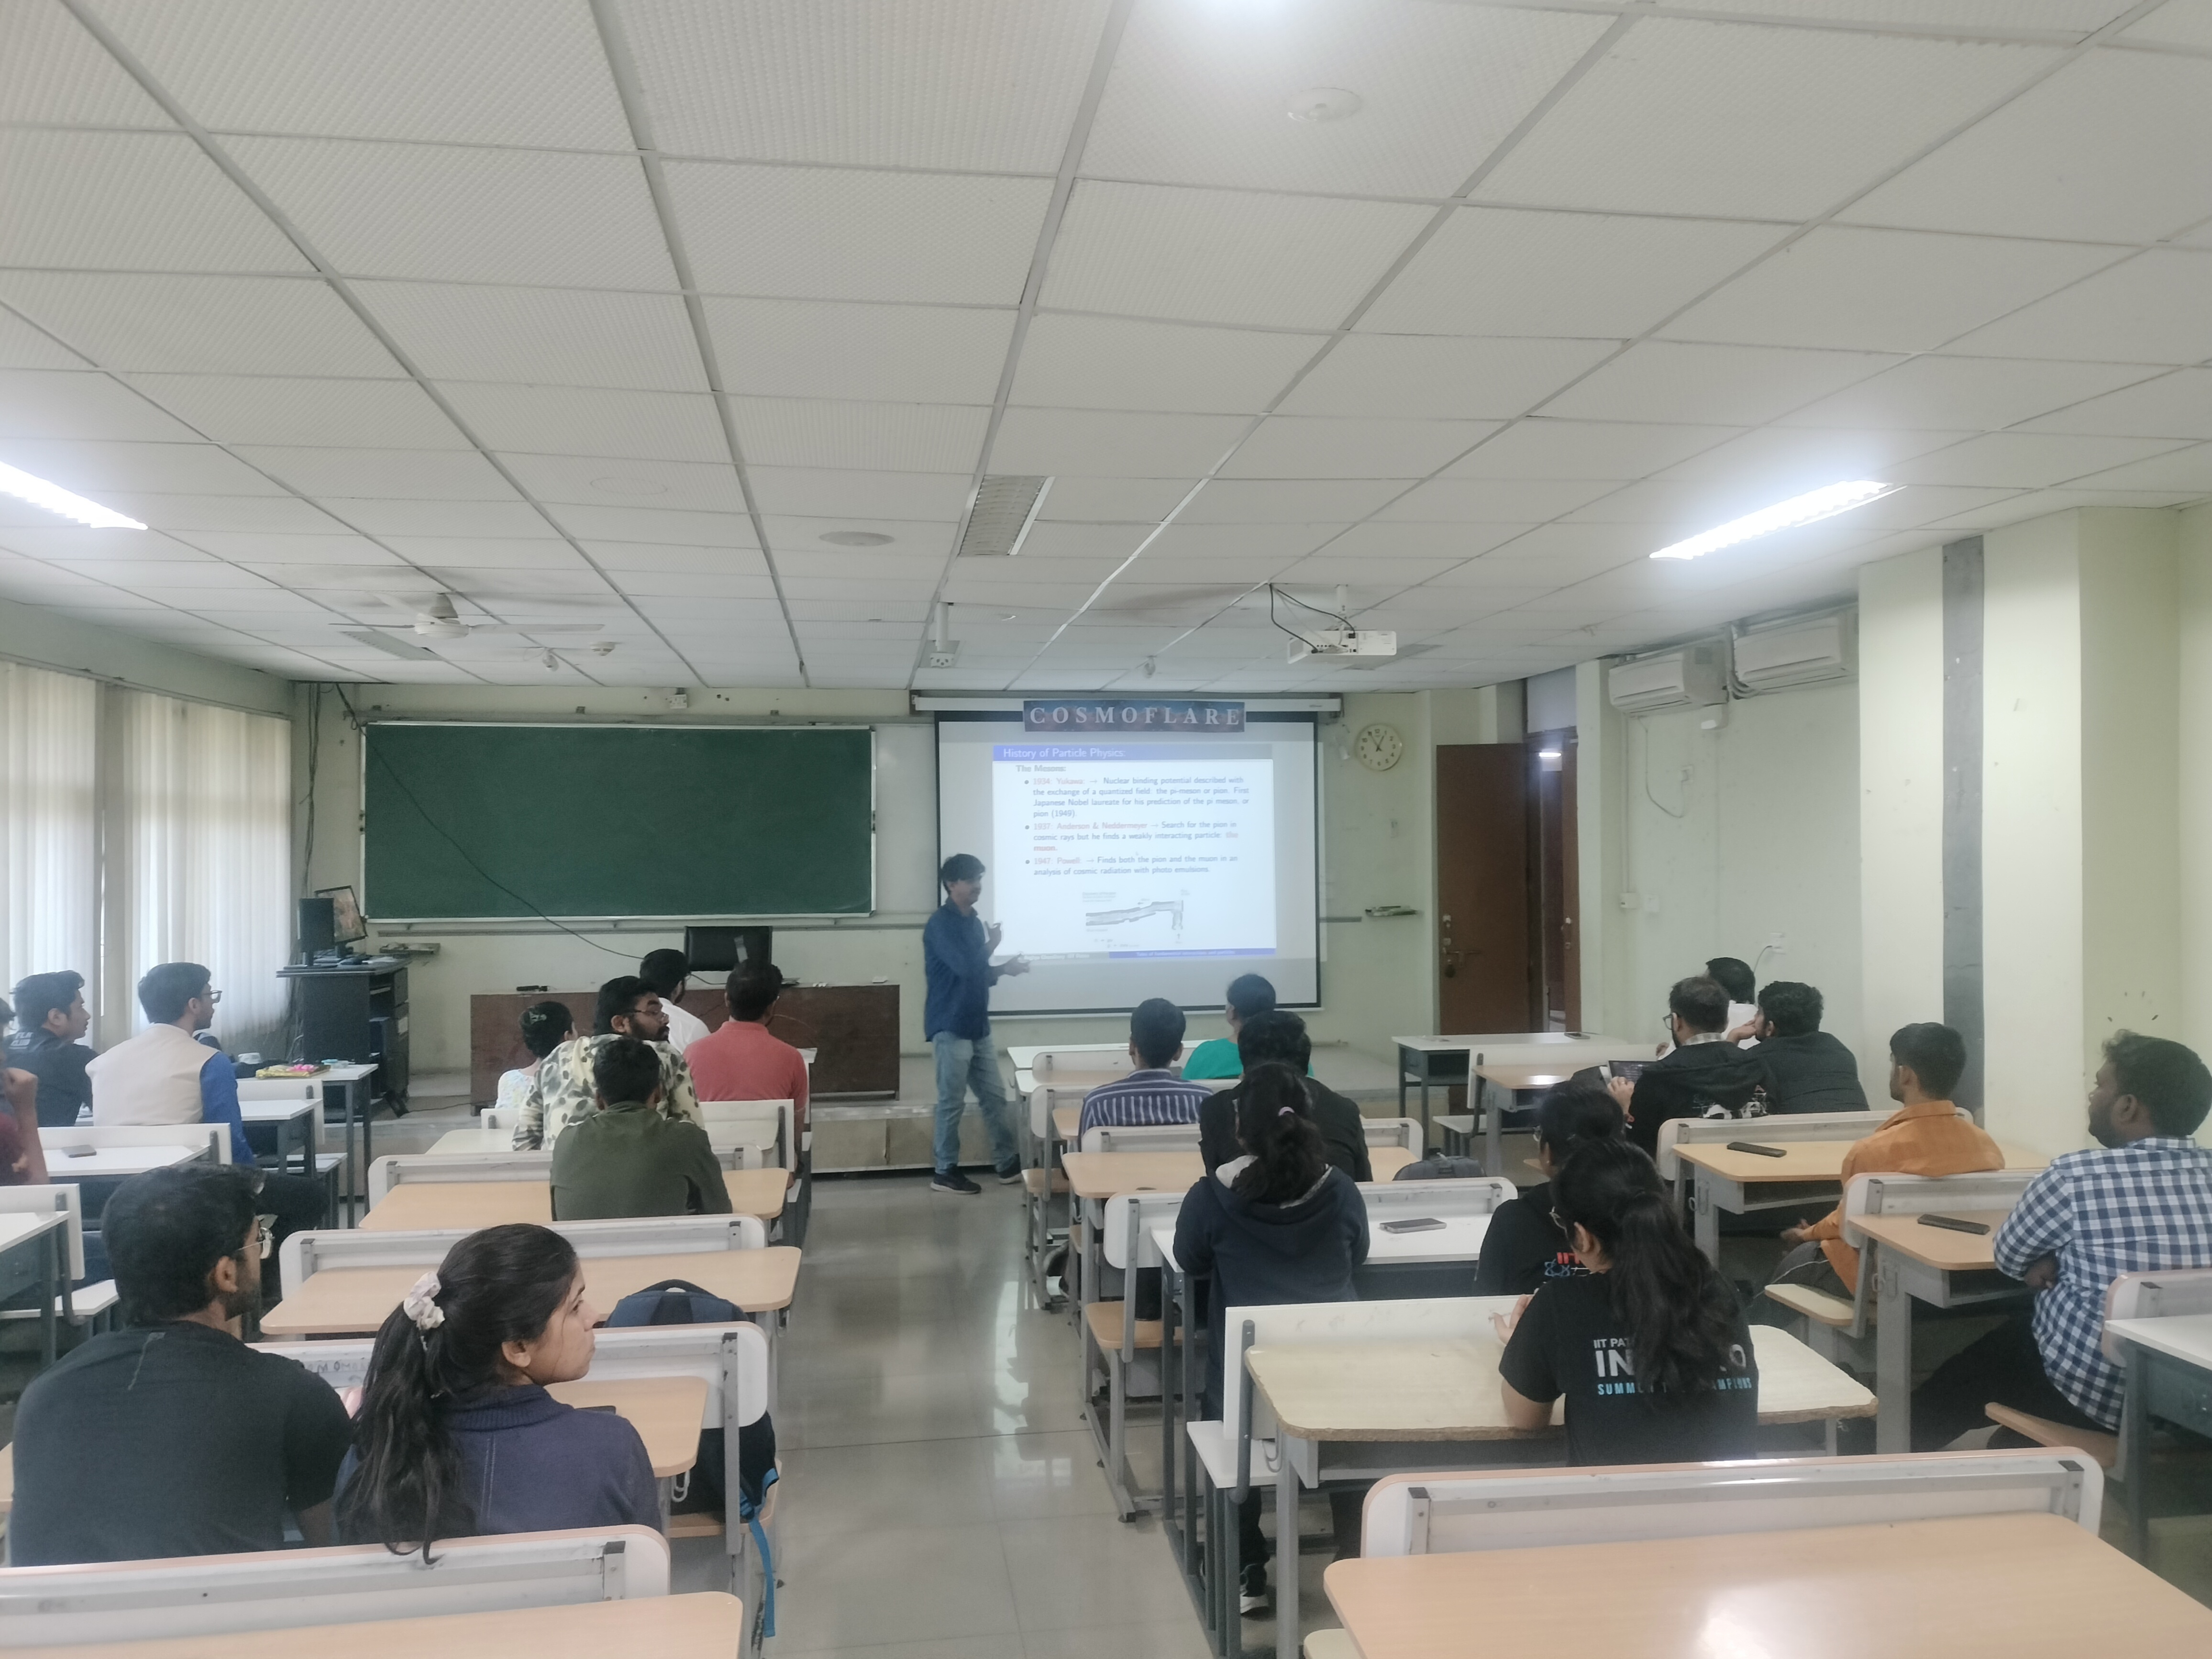 COSMOFLARE
History of Particle Physics:
The Mesons:
1934: Yukawa: → Nuclear binding potential described with
the exchange of a quantized field: the pi-meson or pion. First
Japanese Nobel laureate for his prediction of the pi meson, or
pion (1949).
1937: Anderson & Neddermeyer → Search for the pion in
cosmic rays but he finds a weakly interacting particle: the
muon.
1947: Powell: → Finds both the pion and the muon in an
analysis of cosmic radiation with photo emulsions.
IIT
IN
SUMM